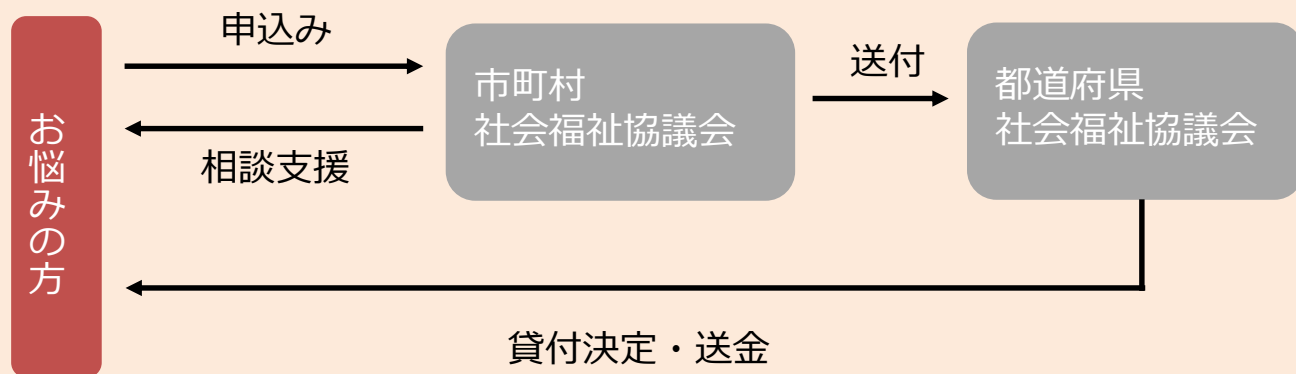 お悩みの方
申込み
相談支援
市町村
社会福祉協議会
送付
都道府県
社会福祉協議会
貸付決定・送金